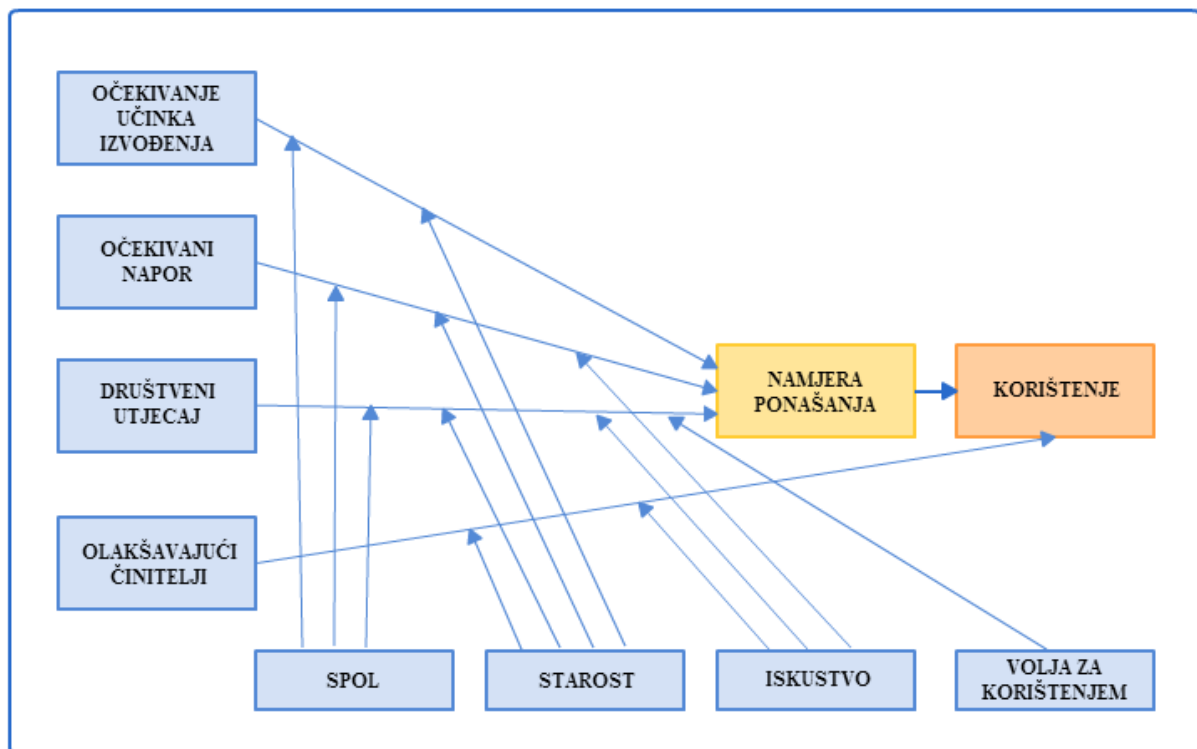 OČEKIVANJE
UČINKA
IZVOĐENJA
OČEKIVANI
NAPOR
DRUŠTVENI
UTJECAJ
NAMJERA
PONAŠANJA
KORIŠTENJE
OLAKŠAVAJUĆI
ČINITELJI
SPOL
STAROST
ISKUSTVO
VOLJA ZA
KORIŠTENJEM